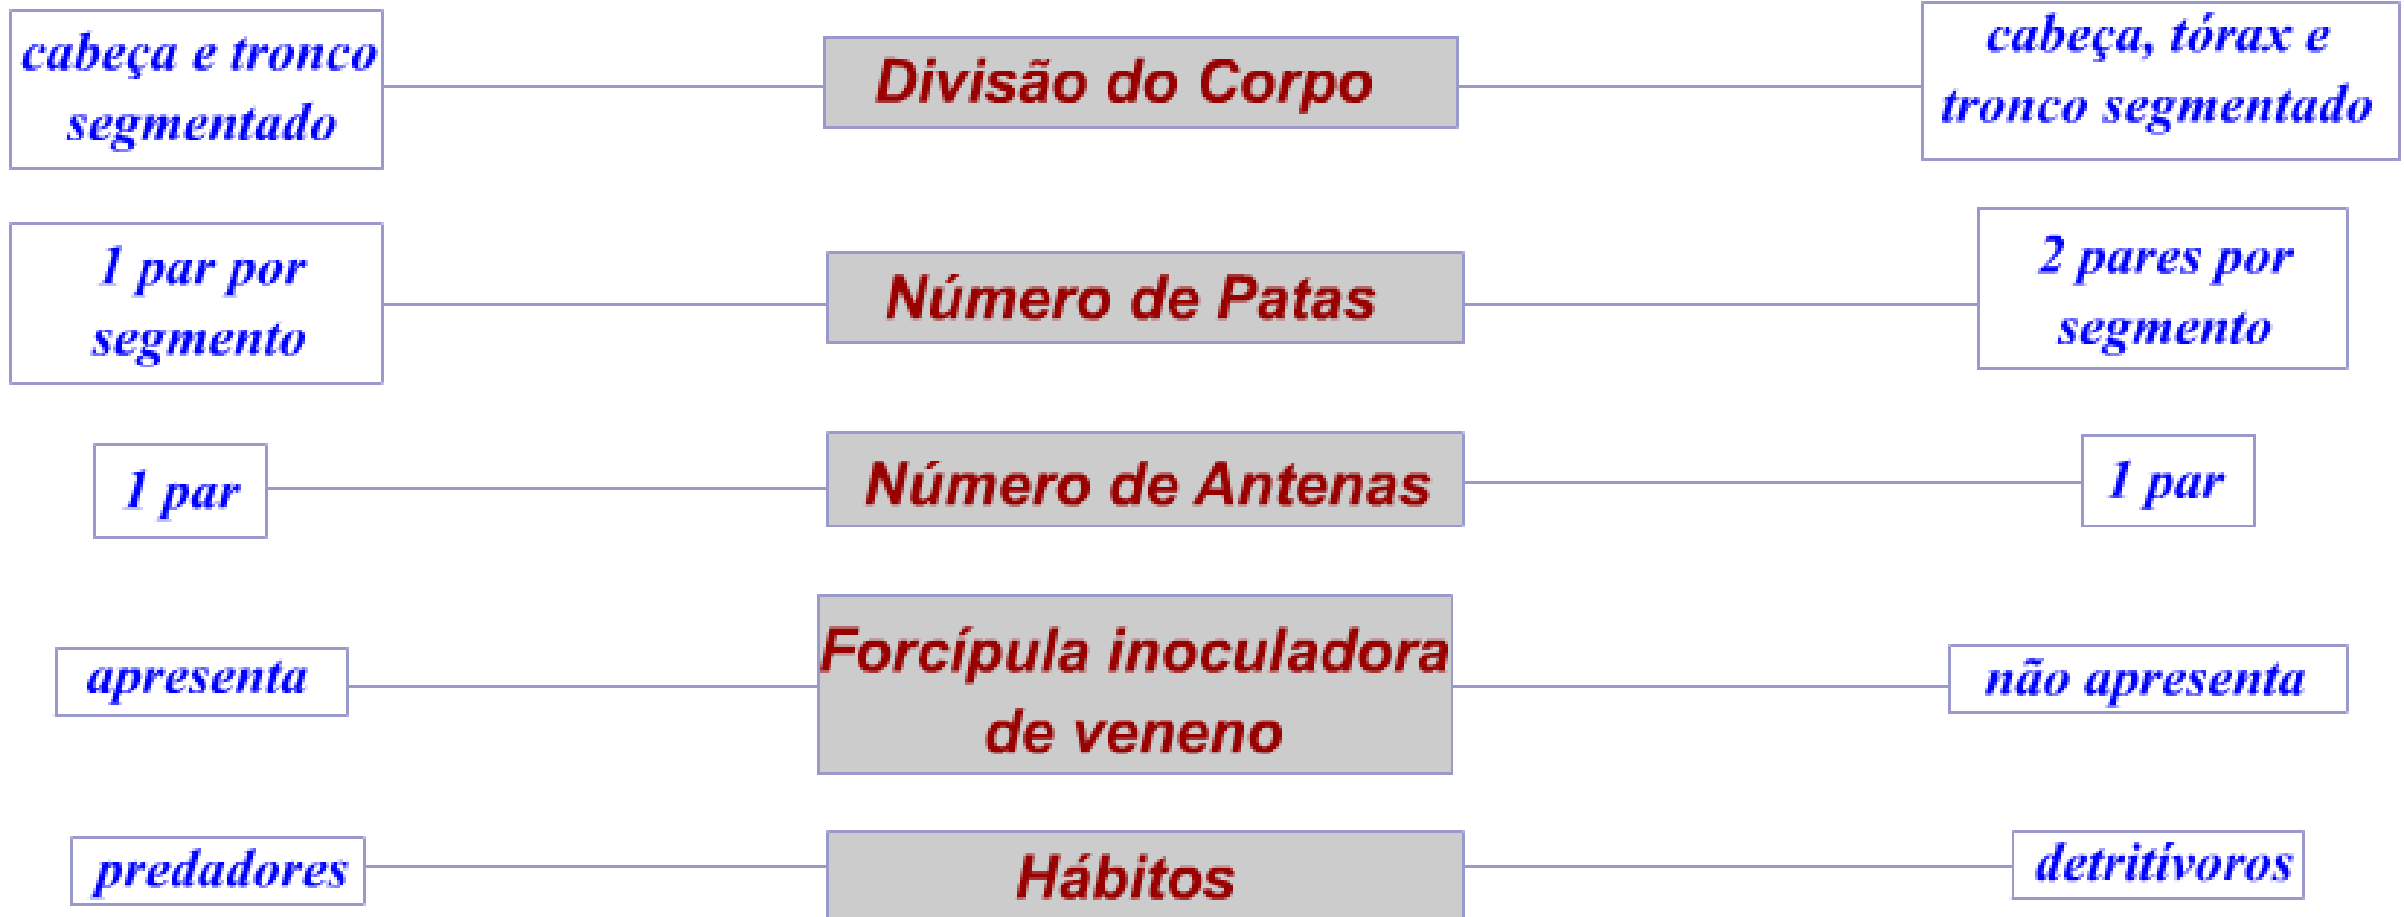 cabeça e tronco
segmentado
Divisão do Corpo
cabeça, tórax e
tronco segmentado
1 par por
segmento
Número de Patas
2 pares por
segmento
1 par
Número de Antenas
1 par
apresenta
Forcípula inoculadora
de veneno
não apresenta
predadores
Hábitos
detritívoros